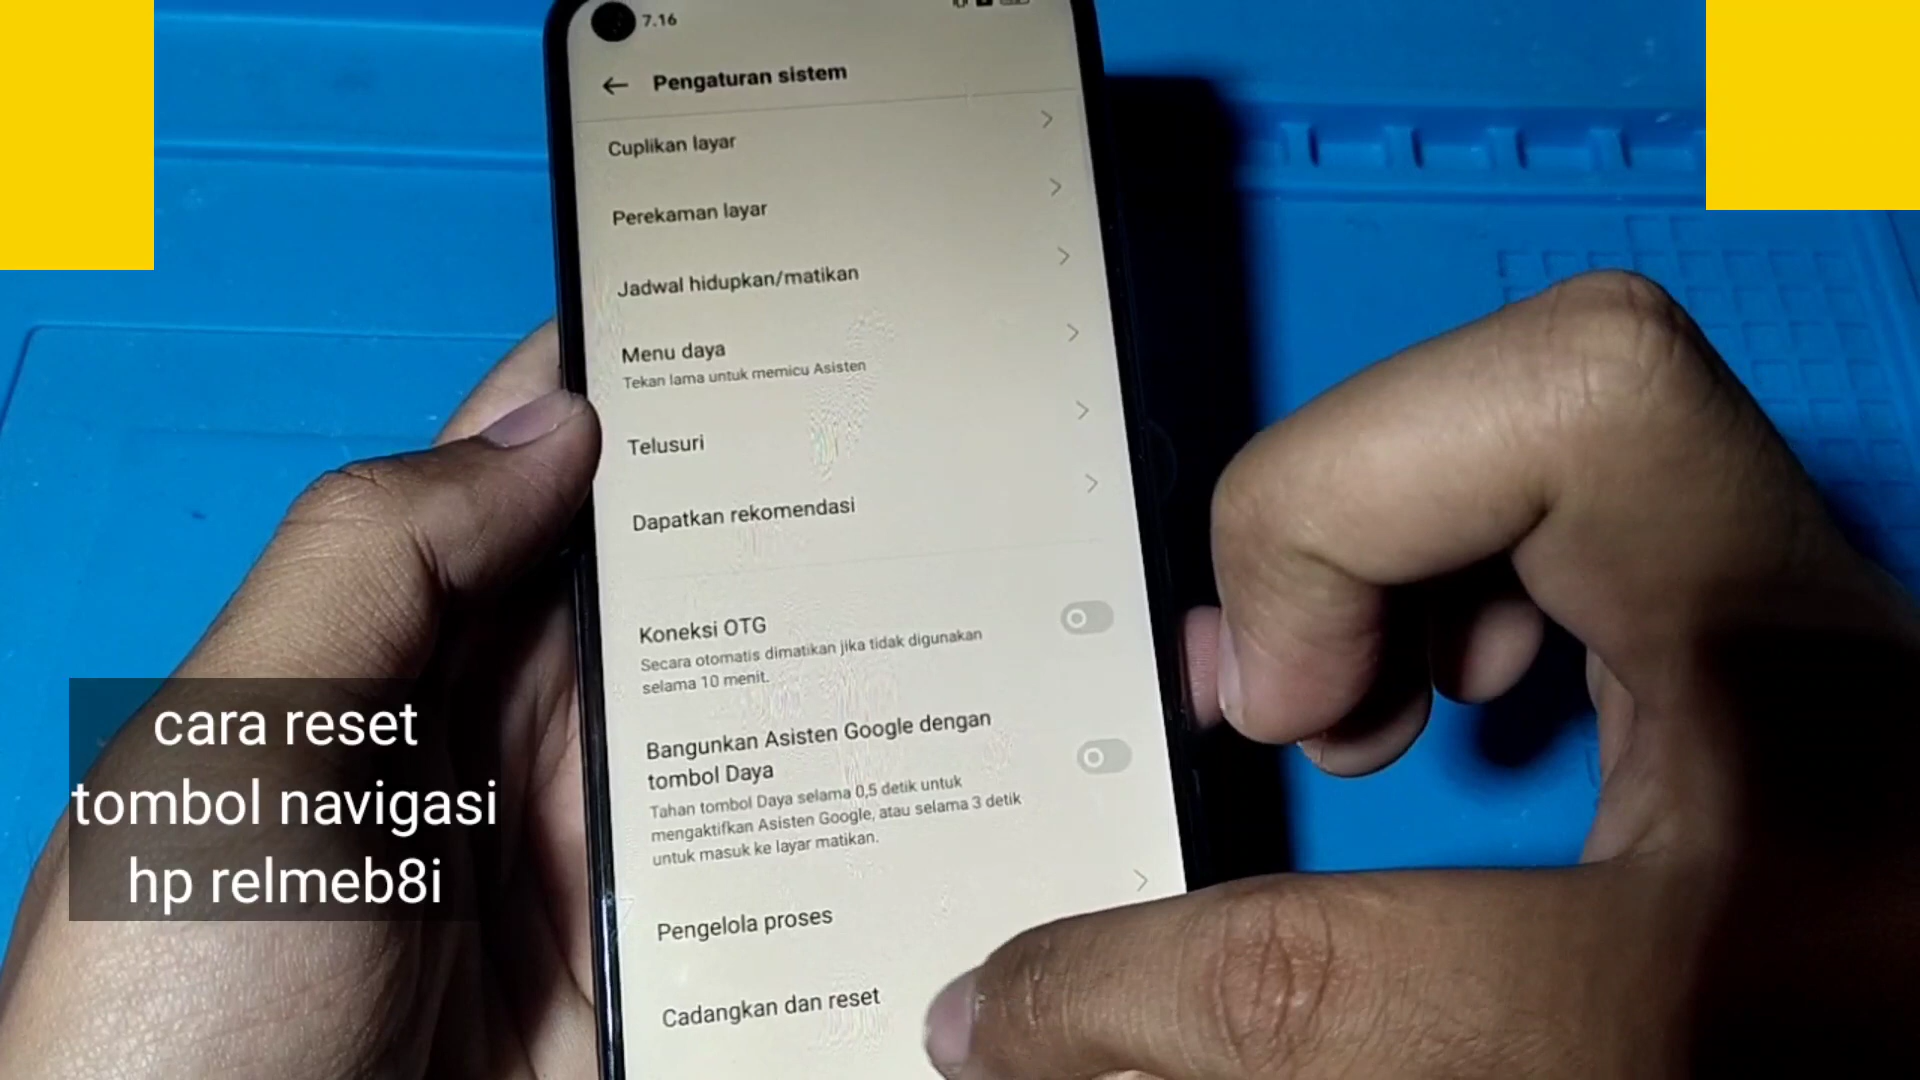 7.16
Pengaturan sistem
Cuplikan layar
Perekaman layar
Jadwal hidupkan/matikan
Menu daya
Tekan lama untuk memicu Asisten
Telusuri
Dapatkan rekomendasi
Koneksi OTG
Secara otomatis dimatikan jika tidak digunakan
selama 10 menit.
Bangunkan Asisten Google dengan
tombol Daya
Tahan tombol Daya selama 0,5 detik untuk
mengaktifkan Asisten Google, atau selama 3 detik
untuk masuk ke layar matikan.
Pengelola proses
Cadangkan dan reset
cara reset
tombol navigasi
hp relmeb8i